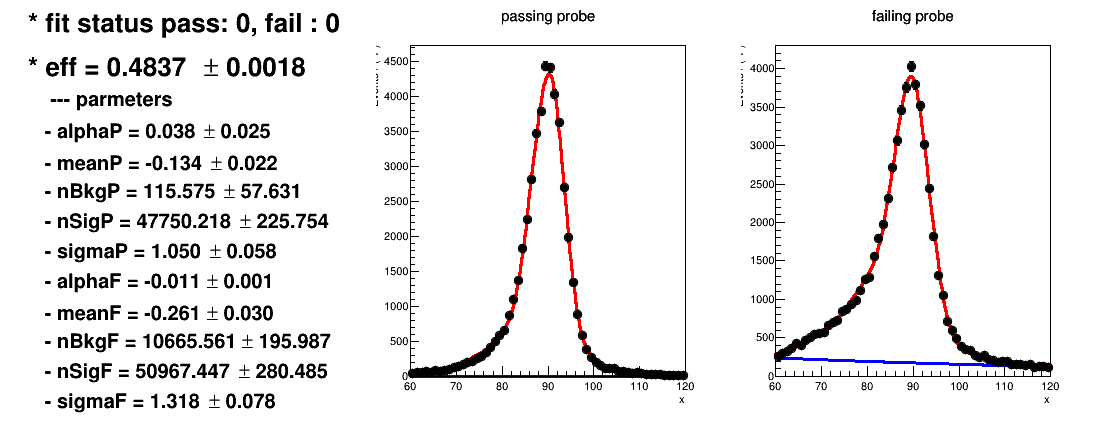 * fit status pass: 0, fail : 0
* eff = 0.4837 ± 0.0018
--- parmeters
- alphaP = 0.038 ± 0.025
- meanP = -0.134 ± 0.022
- nBkgP = 115.575 ± 57.631
- nSigP = 47750.218 ± 225.754
- sigmaP = 1.050 ± 0.058
- alphaF = -0.011 ± 0.001
- meanF = -0.261 ± 0.030
- nBkgF = 10665.561 ± 195.987
- nSigF = 50967.447 ± 280.485
- sigmaF = 1.318 ± 0.078
passing probe
4500
4000
3500
3000
2500
2000
1500
1000
500
0
60 70 80 90 100 110 120
x
failing probe
4000
3500
3000
2500
2000
1500
1000
500
0
60 70 80 90 100 110 120
x